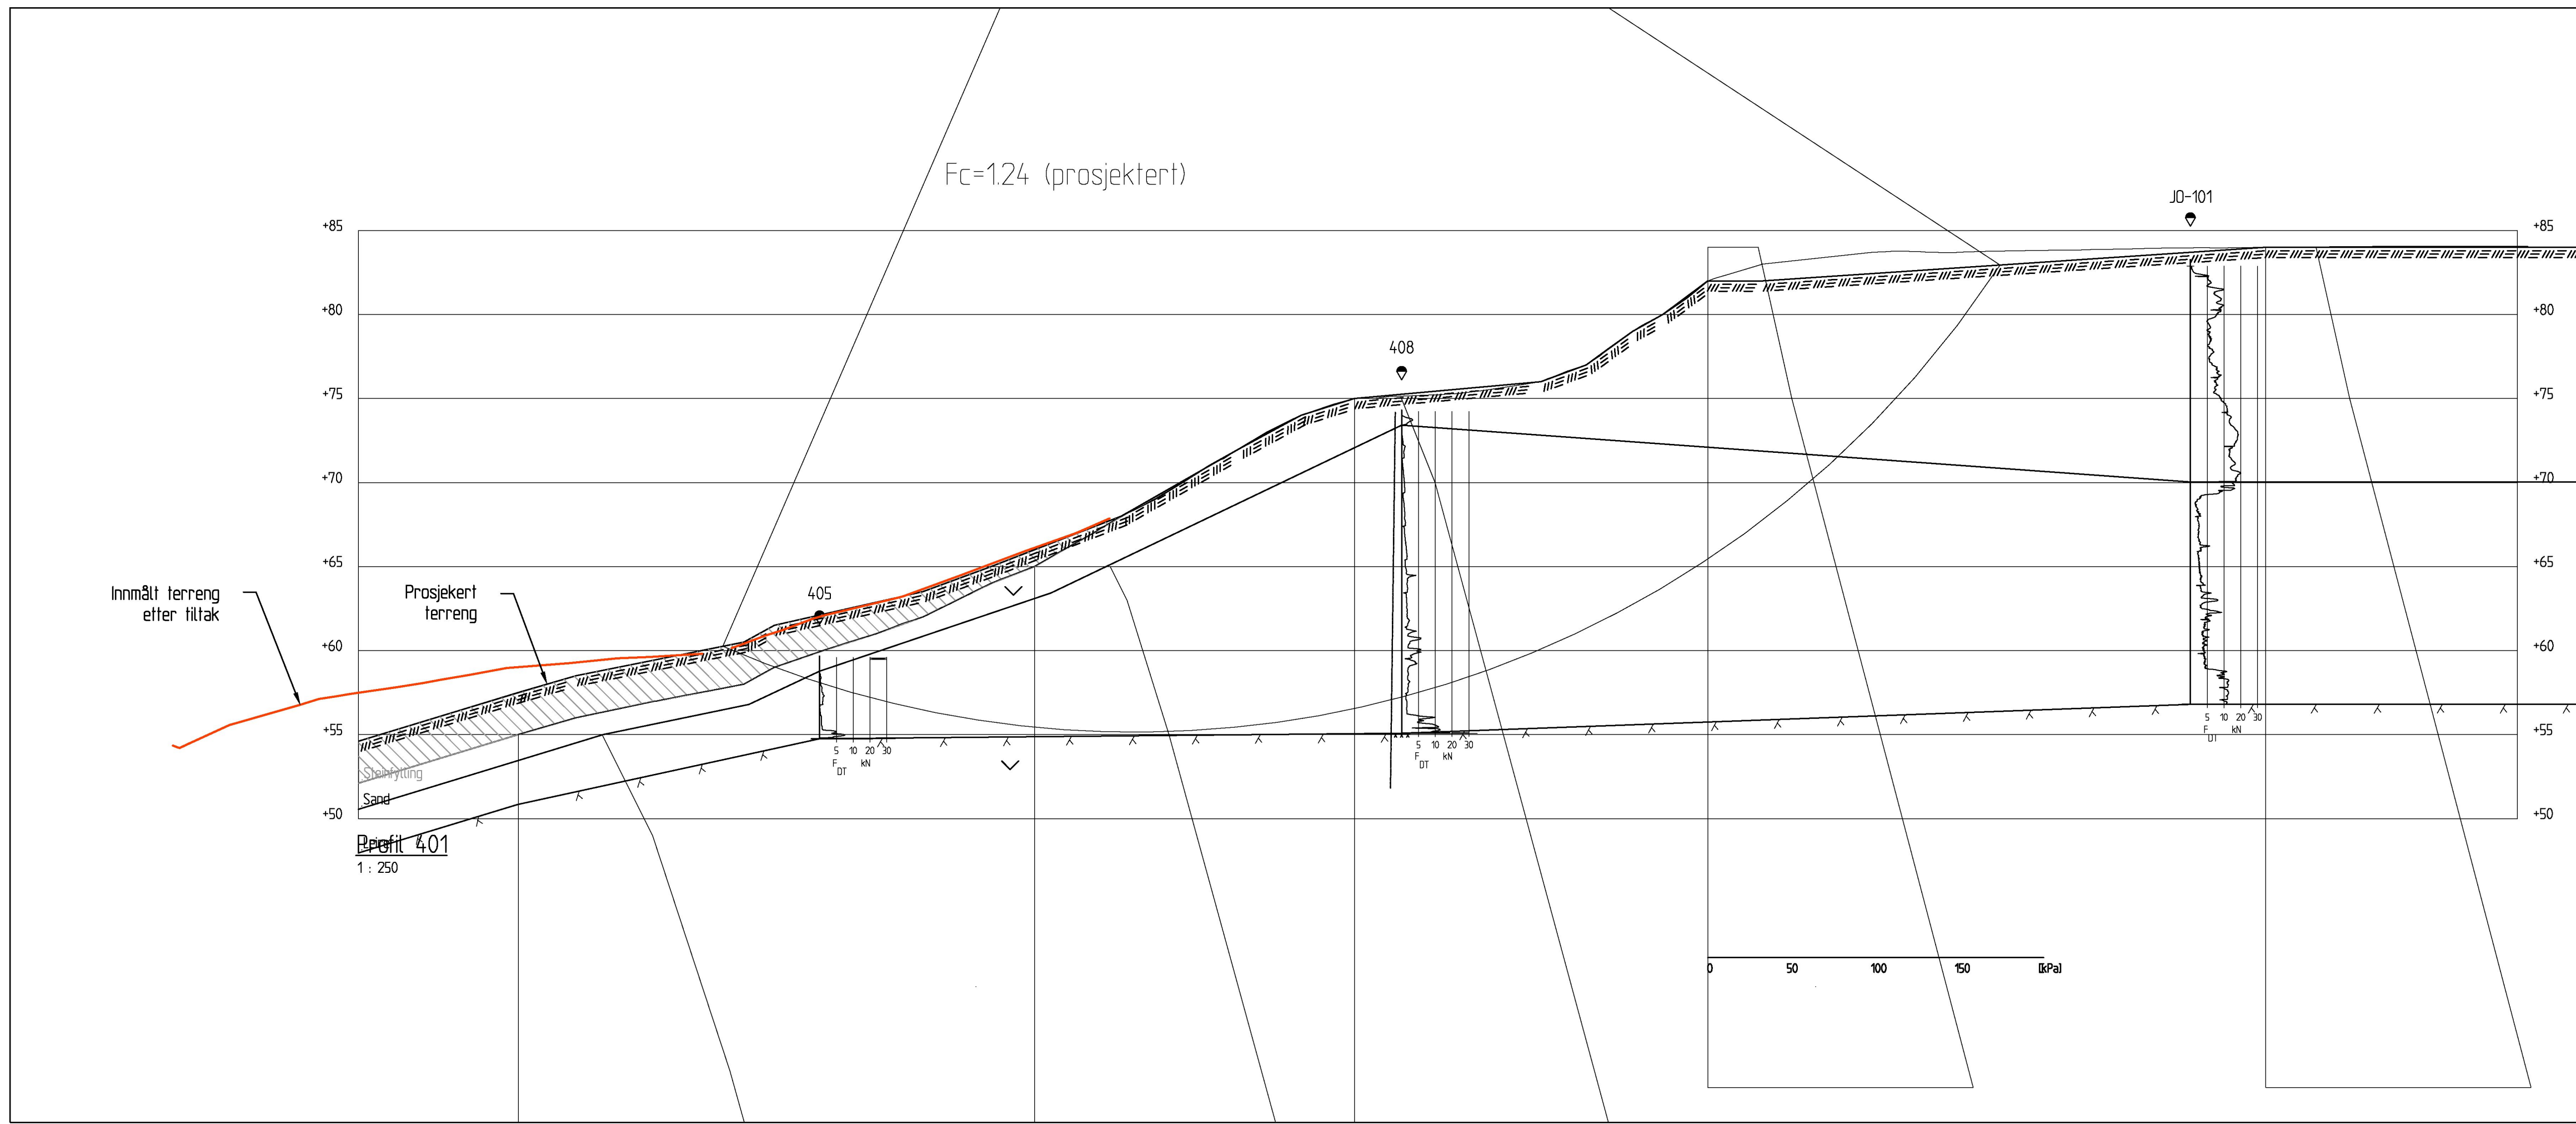 Fc=1.24 (prosjektert)
JO-101
+85
+85
+80
+80
408
+75
+75
+70
+70
+65
+65
Innmålt terreng
etter tiltak
Prosjekert
terreng
405
+60
+60
5 10 20 30
F DT kN
+55
+55
5 10 20 30
F DT kN
5 10 20 30
F DT kN
Steinfylling
Sand
+50
+50
Profil 401
1 : 250
0 50 100 150 [kPa]